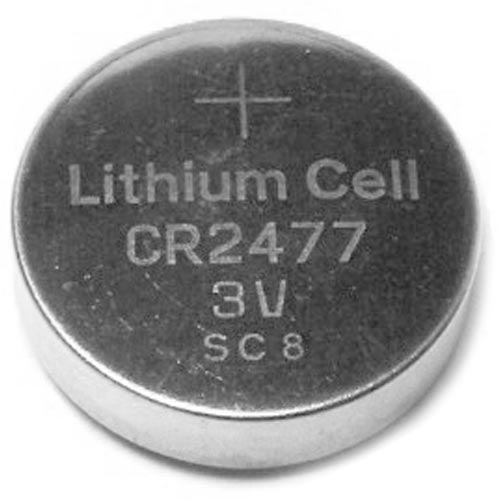 +
Lithium Cell
CR2477
3V
SC8